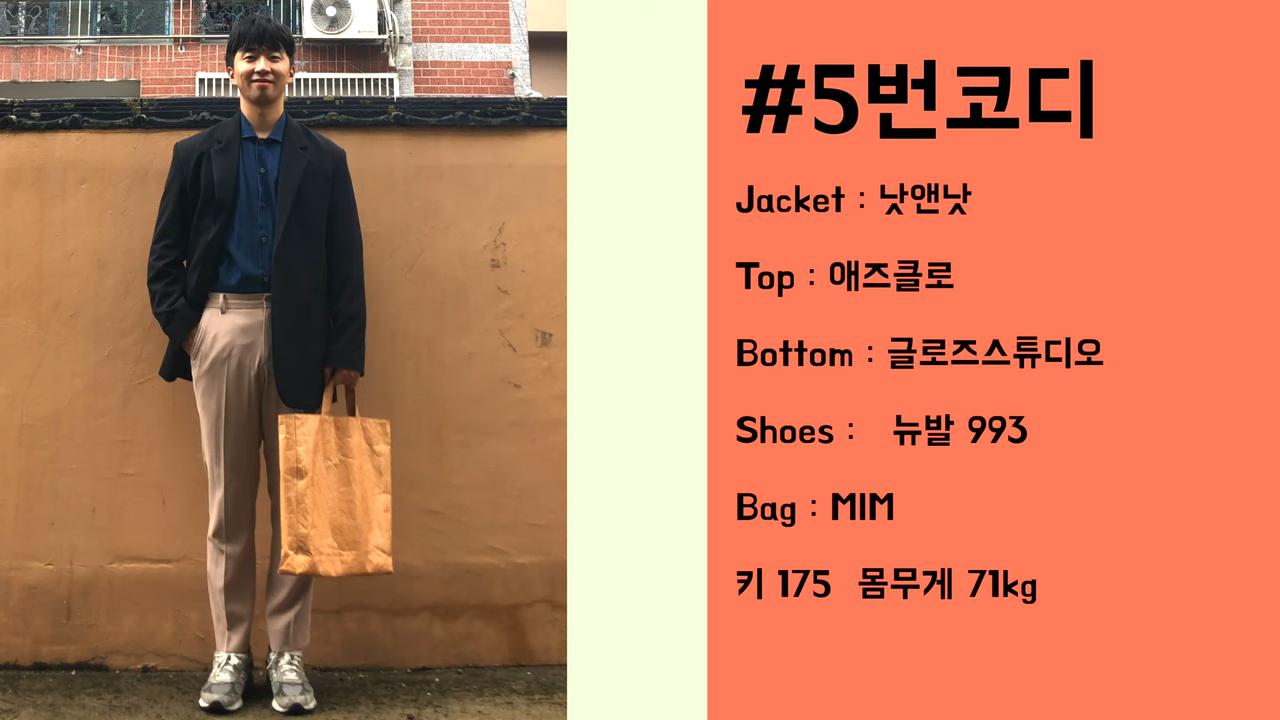 #5번코디
Jacket : 낫앤낫
Top : 애즈클로
Bottom : 글로즈스튜디오
Shoes : 뉴발 993
Bag : MIM
키 175 몸무게 71kg